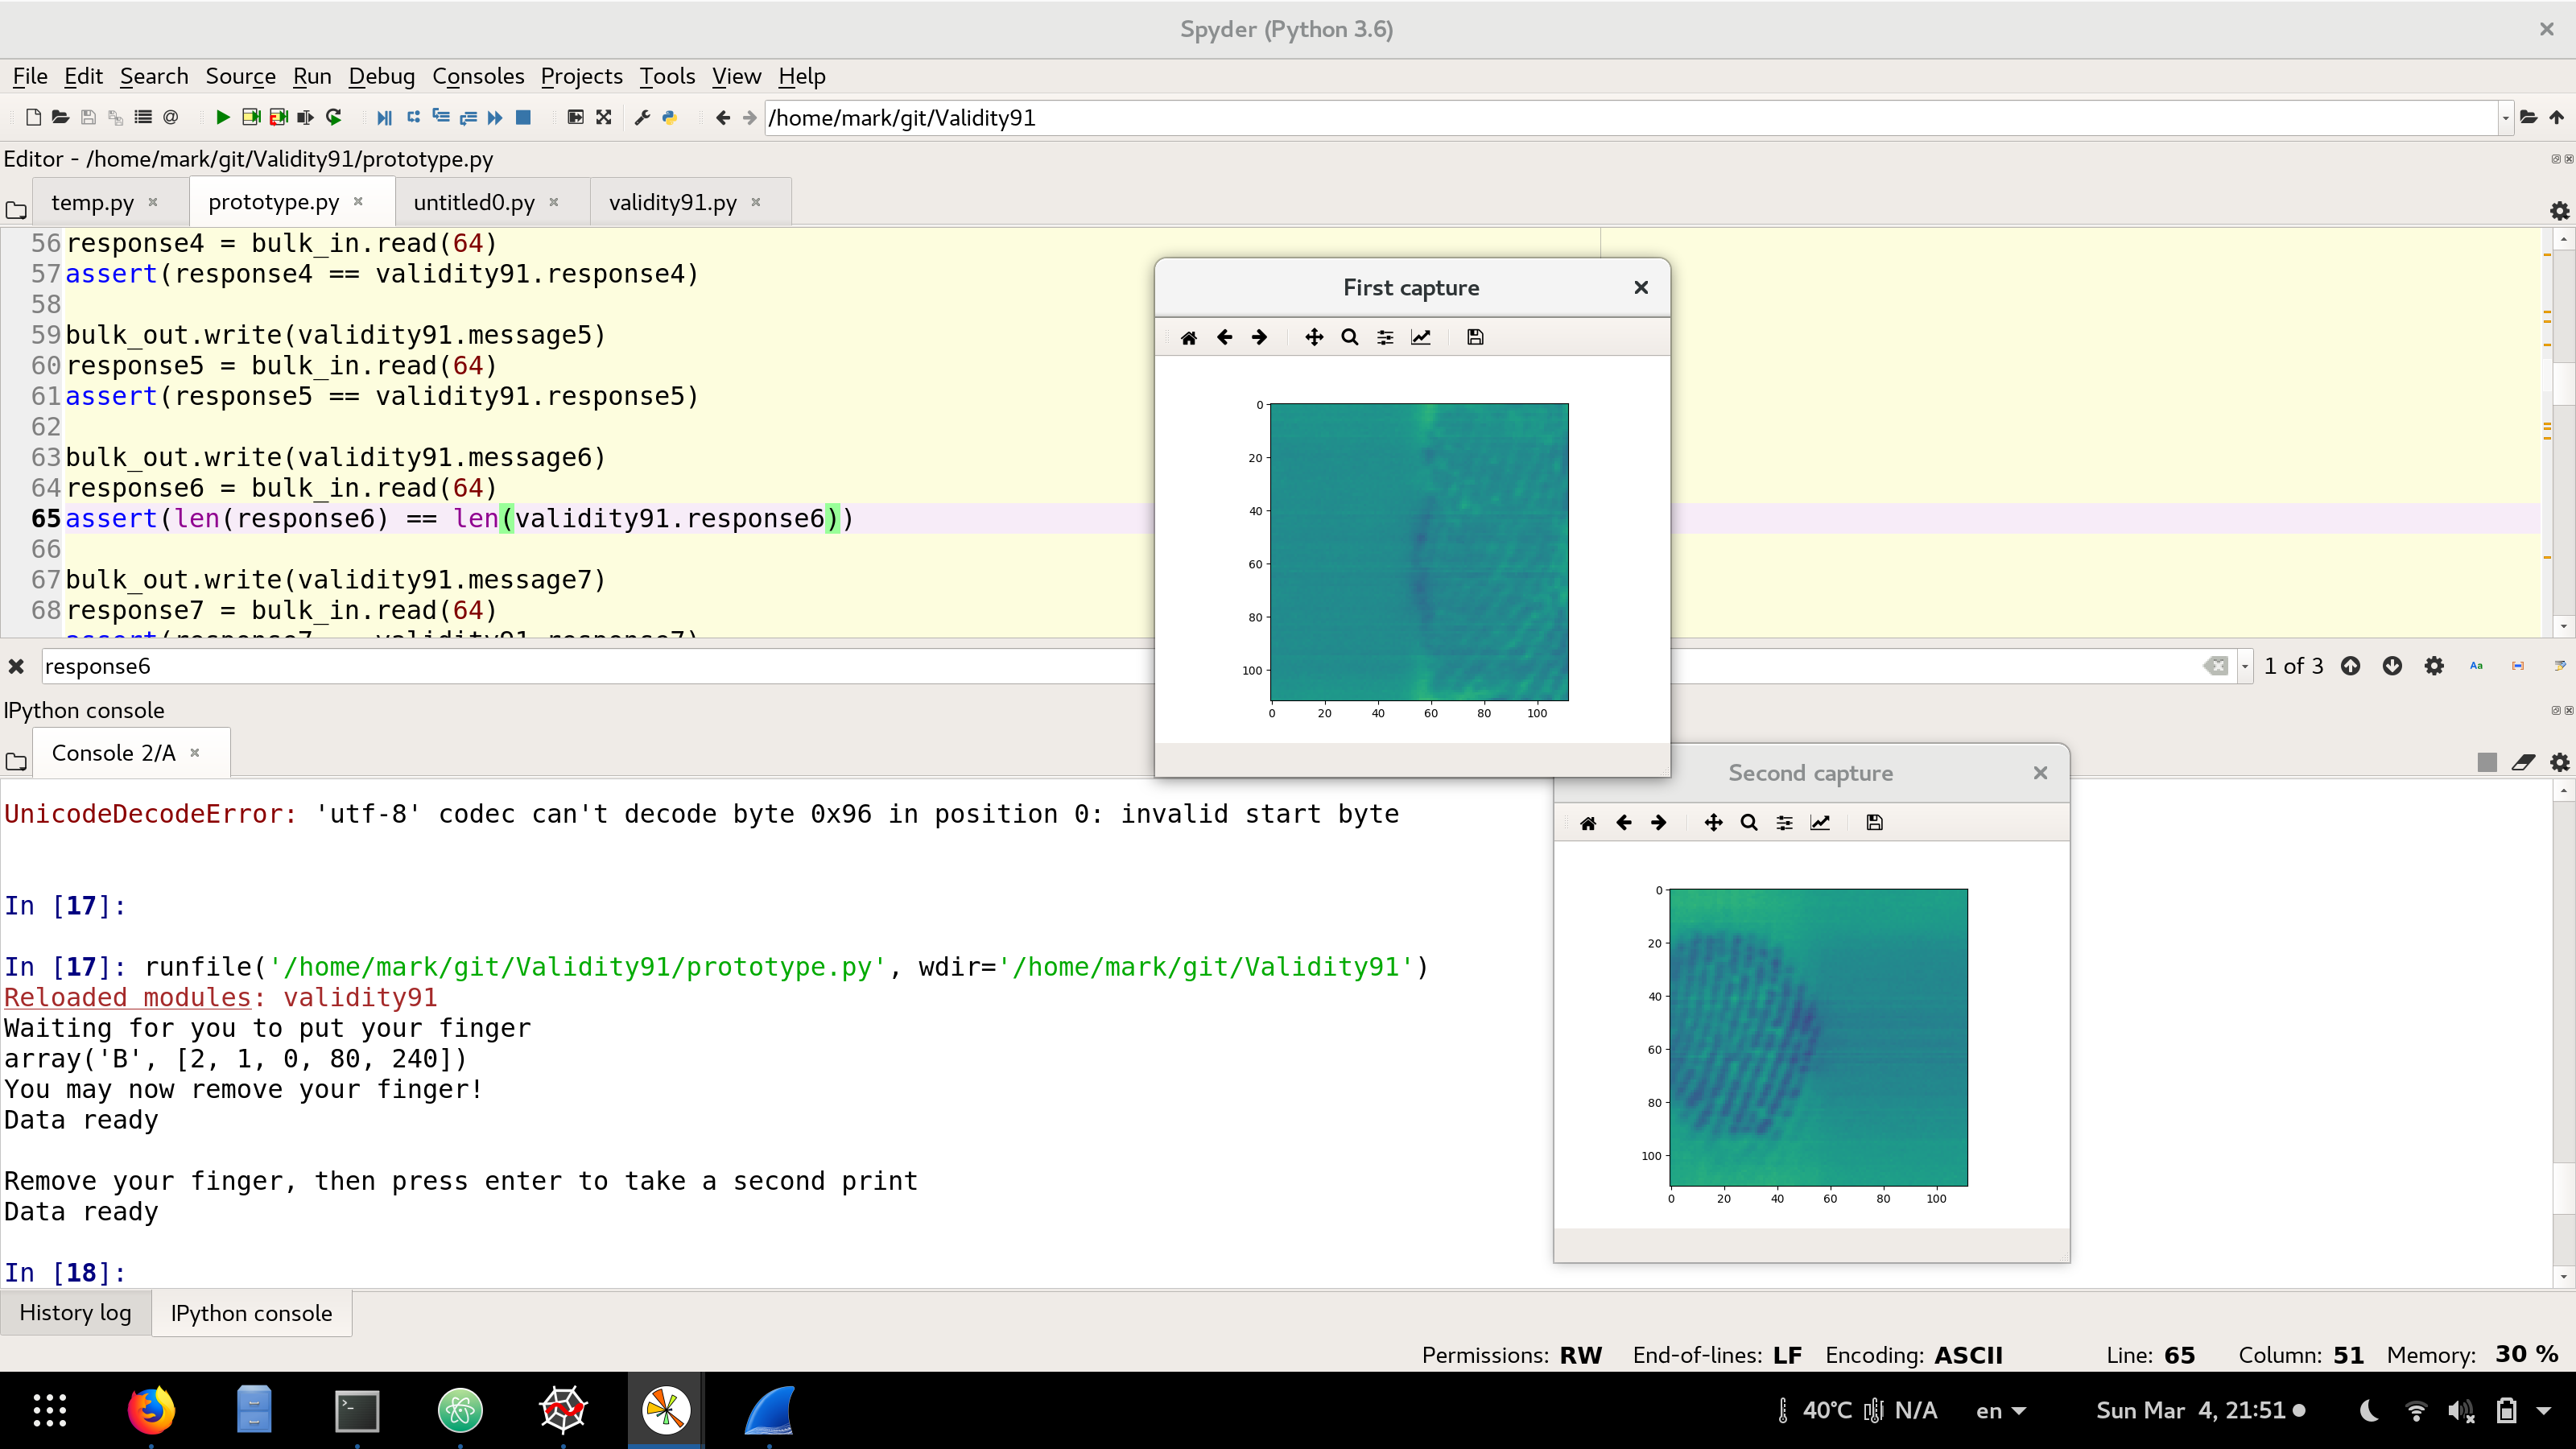 Spyder (Python 3.6)
File Edit Search Source Run Debug Consoles Projects Tools View Help
/home/mark/git/Validity91
Editor - /home/mark/git/Validity91/prototype.py
temp.py prototype.py untitled0.py validity91.py
56 response4 = bulk_in.read(64)
57 assert(response4 == validity91.response4)
58
59 bulk_out.write(validity91.message5)
60 response5 = bulk_in.read(64)
61 assert(response5 == validity91.response5)
62
63 bulk_out.write(validity91.message6)
64 response6 = bulk_in.read(64)
65 assert(len(response6) == len(validity91.response6))
66
67 bulk_out.write(validity91.message7)
68 response7 = bulk_in.read(64)
assert(response7 == validity91.response7)
response6
1 of 3
Aa
First capture
0
20
40
60
80
100
0 20 40 60 80 100
IPython console
Console 2/A
UnicodeDecodeError: 'utf-8' codec can't decode byte 0x96 in position 0: invalid start byte
In [17]:
In [17]: runfile('/home/mark/git/Validity91/prototype.py', wdir='/home/mark/git/Validity91')
Reloaded modules: validity91
Waiting for you to put your finger
array('B', [2, 1, 0, 80, 240])
You may now remove your finger!
Data ready
Remove your finger, then press enter to take a second print
Data ready
In [18]:
Second capture
0
20
40
60
80
100
0 20 40 60 80 100
History log IPython console
Permissions: RW End-of-lines: LF Encoding: ASCII Line: 65 Column: 51 Memory: 30 %
40°C N/A en Sun Mar 4, 21:51